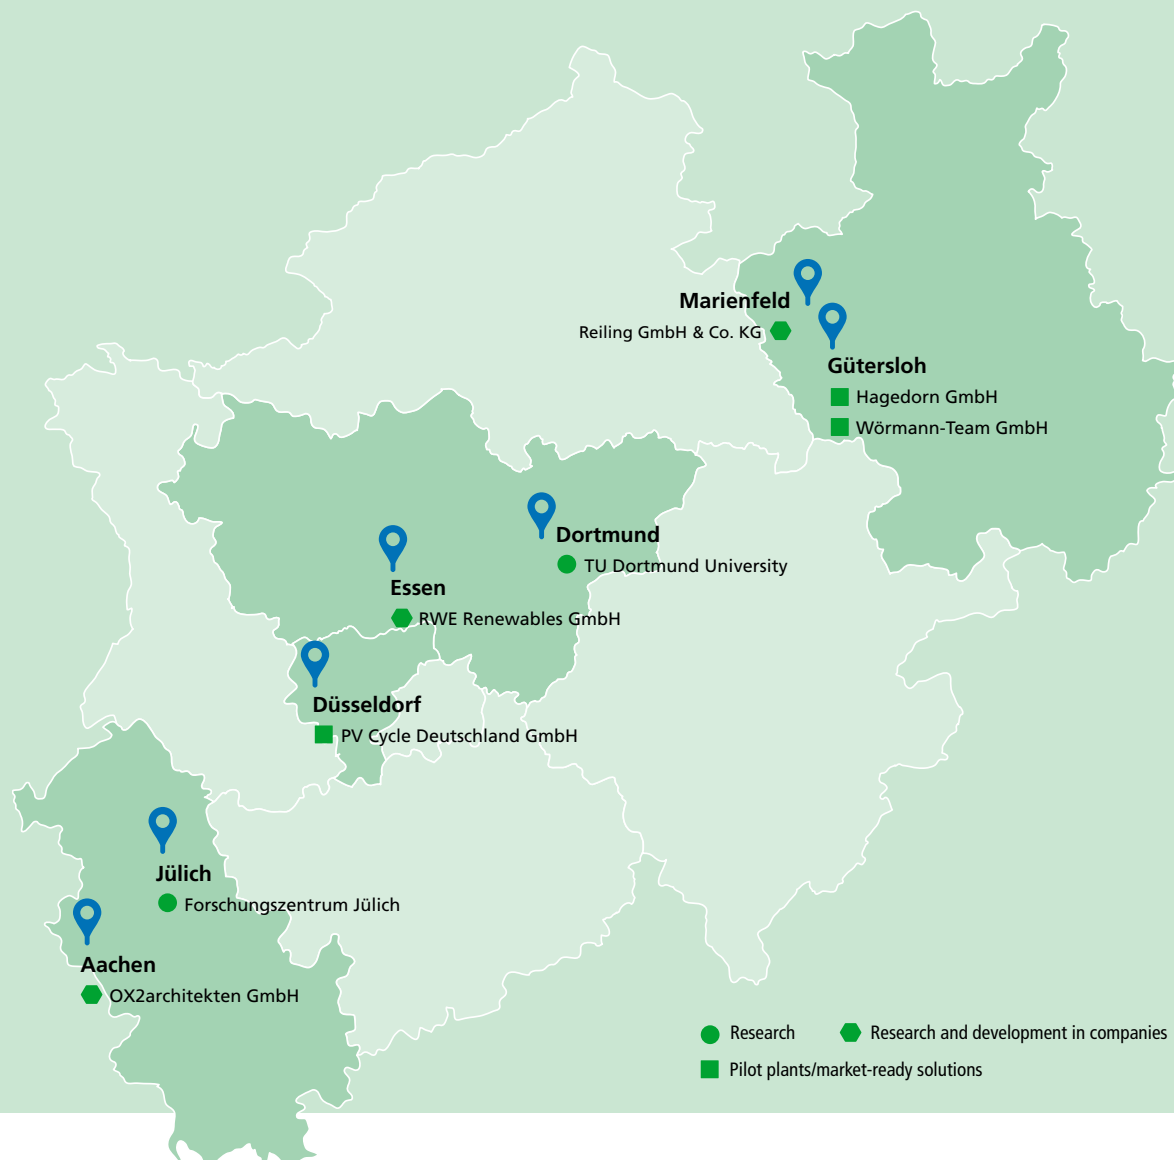 Marienfeld
Reiling GmbH & Co. KG
Gütersloh
Hagedorn GmbH
Wörmann-Team GmbH
Dortmund
TU Dortmund University
Essen
RWE Renewables GmbH
Düsseldorf
PV Cycle Deutschland GmbH
Jülich
Forschungszentrum Jülich
Aachen
OX2architekten GmbH
Research
Research and development in companies
Pilot plants/market-ready solutions